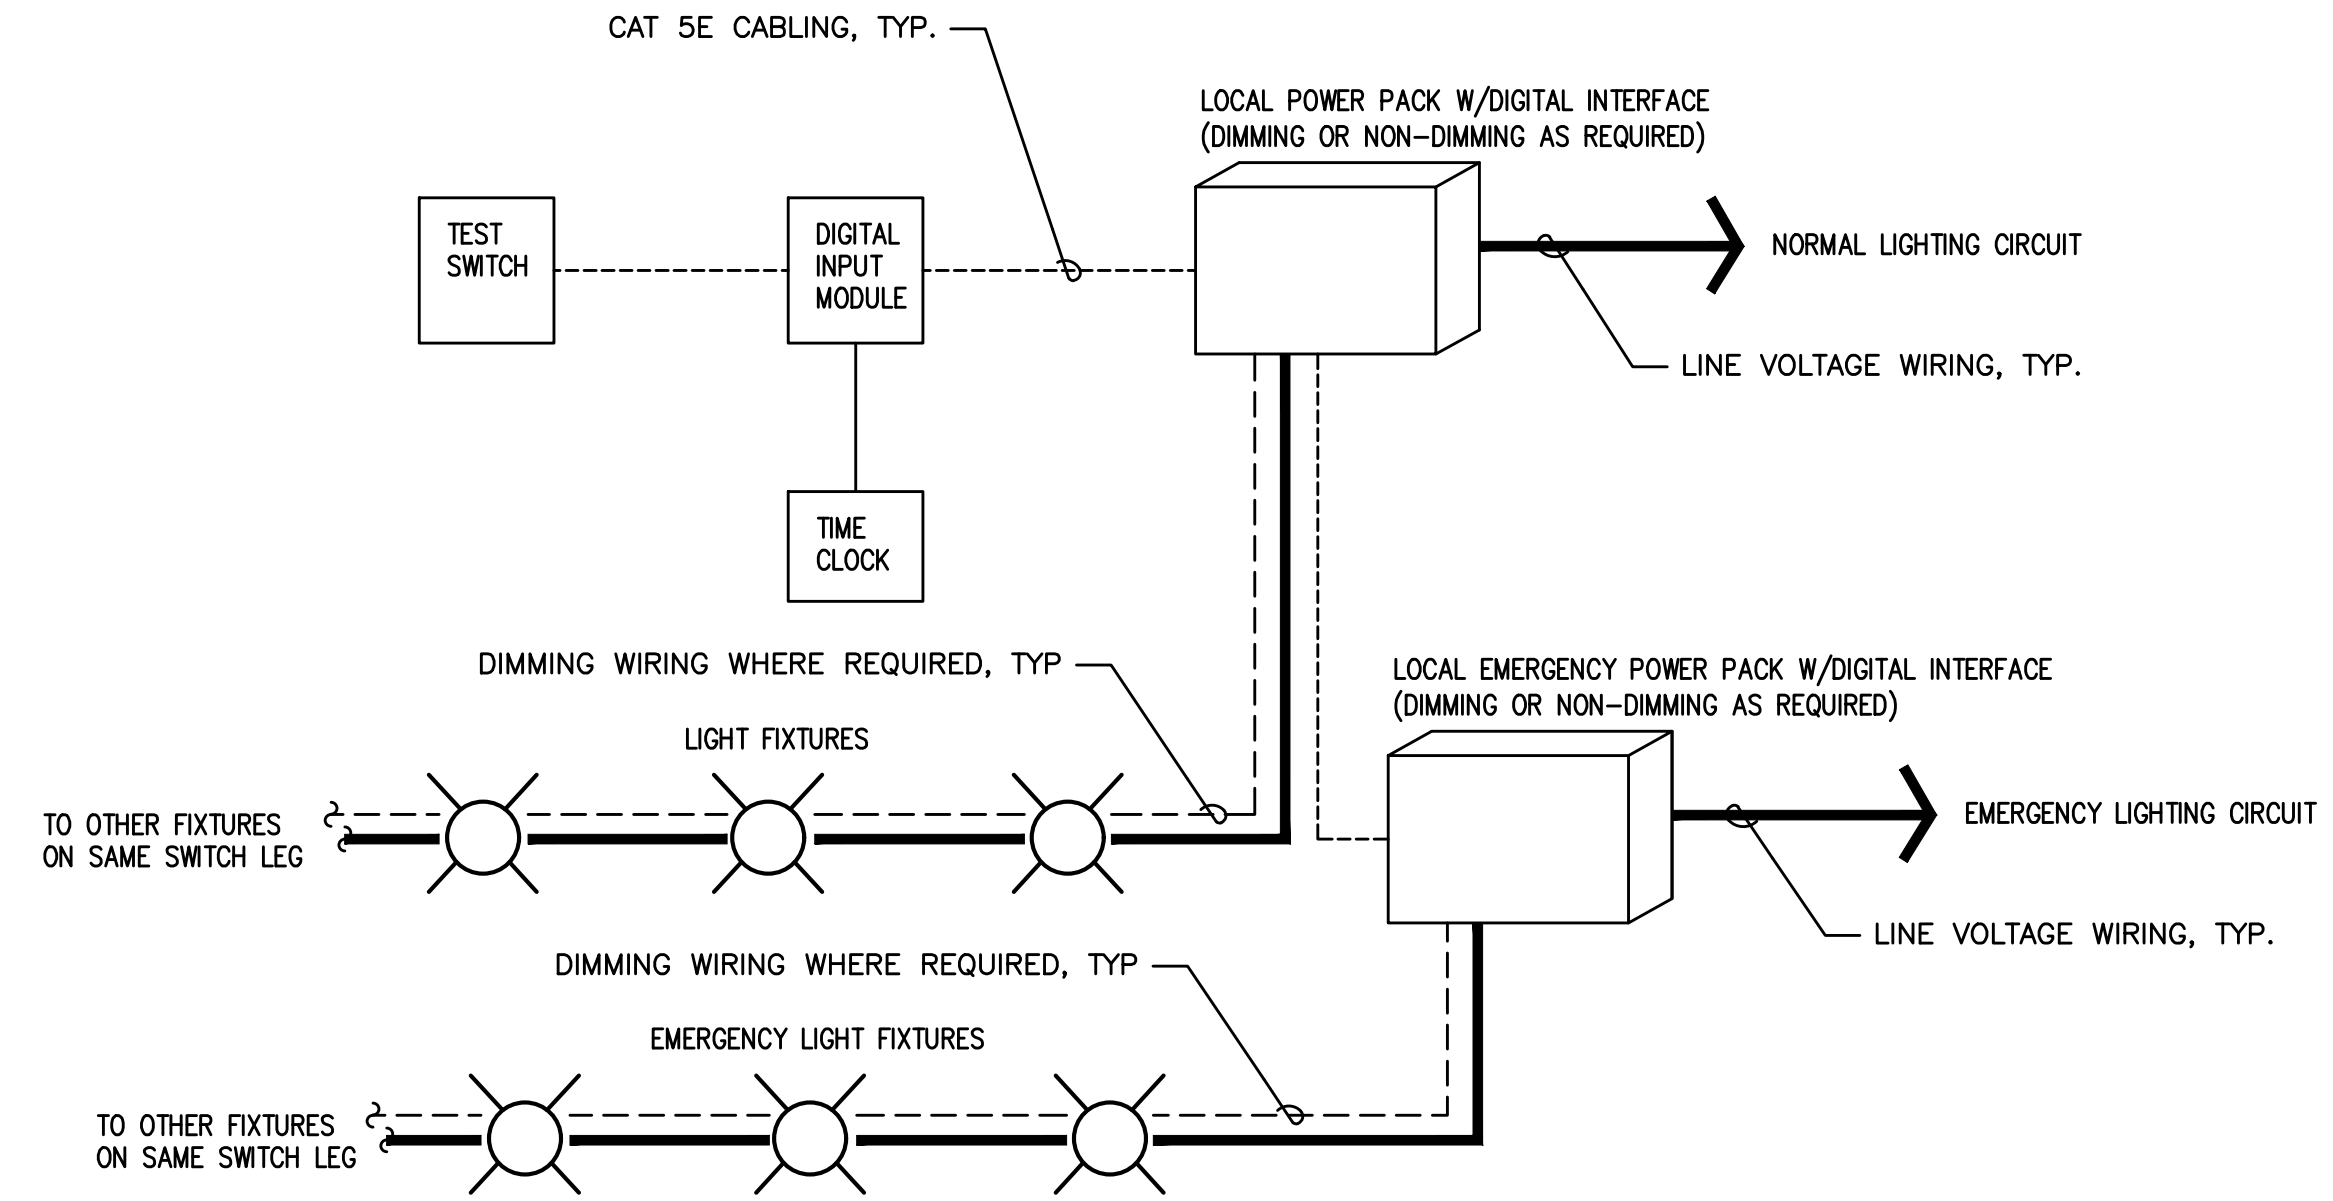 CAT 5E CABLING, TYP.
LOCAL POWER PACK W/DIGITAL INTERFACE
(DIMMING OR NON-DIMMING AS REQUIRED)
TEST
SWITCH
DIGITAL
INPUT
MODULE
NORMAL LIGHTING CIRCUIT
LINE VOLTAGE WIRING, TYP.
TIME
CLOCK
DIMMING WIRING WHERE REQUIRED, TYP
LOCAL EMERGENCY POWER PACK W/DIGITAL INTERFACE
(DIMMING OR NON-DIMMING AS REQUIRED)
LIGHT FIXTURES
TO OTHER FIXTURES
ON SAME SWITCH LEG
EMERGENCY LIGHTING CIRCUIT
LINE VOLTAGE WIRING, TYP.
DIMMING WIRING WHERE REQUIRED, TYP
EMERGENCY LIGHT FIXTURES
TO OTHER FIXTURES
ON SAME SWITCH LEG